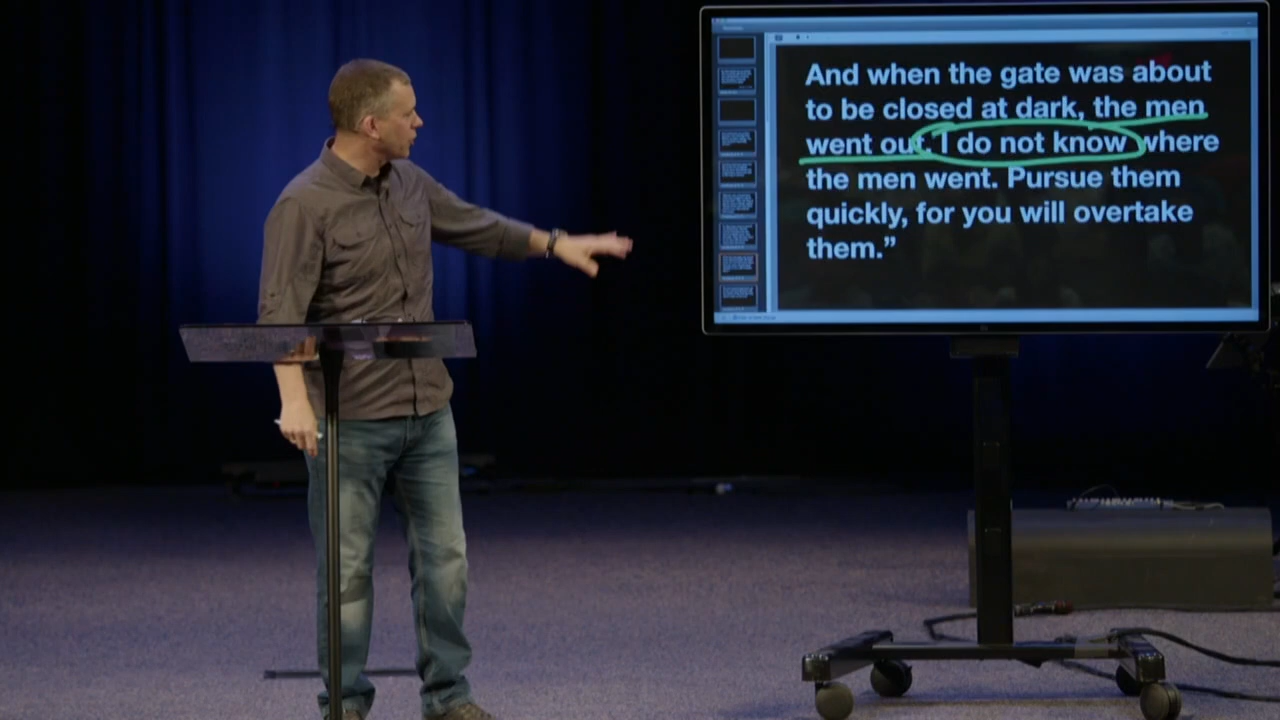 And when the gate was about
to be closed at dark, the men
went out. I do not know where
the men went. Pursue them
quickly, for you will overtake
them.”